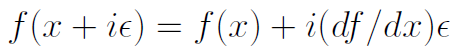 f(x + iϵ) = f(x) + i(df/dx)ϵ